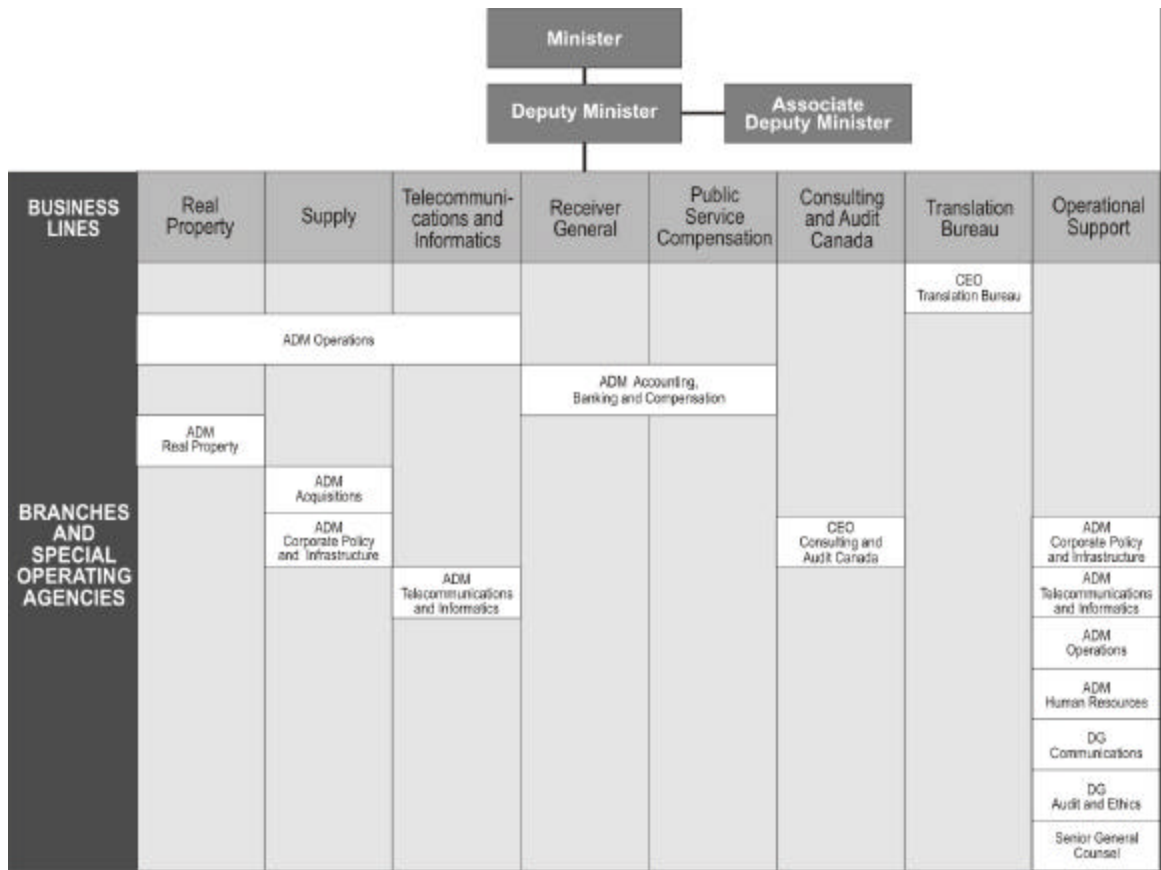 Minister
Deputy Minister
Associate
Deputy Minister
BUSINESS
LINES
Real
Property
Supply
Telecommuni-
cations and
Informatics
Receiver
General
Public
Service
Compensation
Consulting
and Audit
Canada
Translation
Bureau
Operational
Support
BRANCHES
AND
SPECIAL
OPERATING
AGENCIES
CEO
Translation Bureau
ADM Operations
ADM Accounting,
Banking and Compensation
ADM
Real Property
ADM
Acquisitions
ADM
Corporate Policy
and Infrastructure
CEO
Consulting and
Audit Canada
ADM
Corporate Policy
and Infrastructure
ADM
Telecommunications
and Informatics
ADM
Telecommunications
and Informatics
ADM
Operations
ADM
Human Resources
DG
Communications
DG
Audit and Ethics
Senior General
Counsel